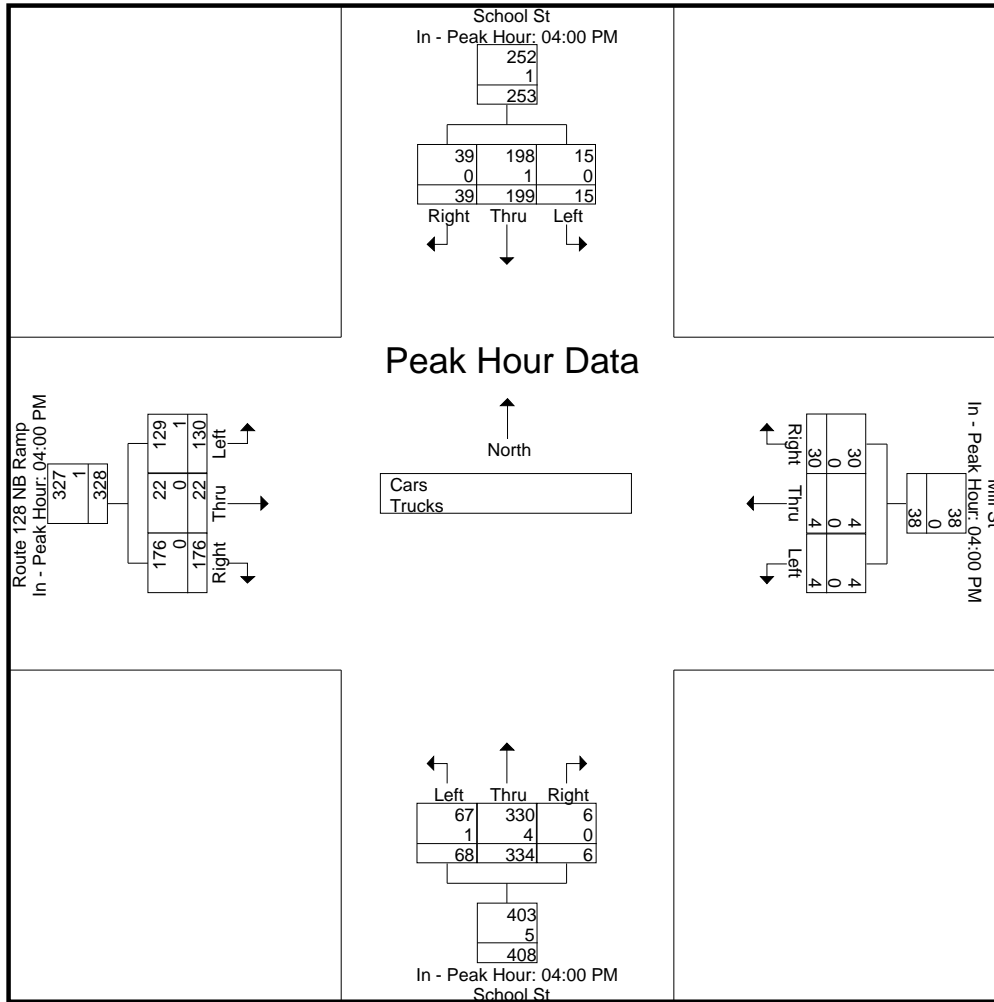 School St
In - Peak Hour: 04:00 PM
252
1
253
39 198 15
0 1 0
39 199 15
Right Thru Left
Peak Hour Data
North
Cars
Trucks
Route 128 NB Ramp
In - Peak Hour: 04:00 PM
327
1
328
129 22 176
1 0 0
130 22 176
Left Thru Right
Mill St
In - Peak Hour: 04:00 PM
38
0
38
30 4 4
0 0 0
30 4 4
Right Thru Left
Left Thru Right
67 330 6
1 4 0
68 334 6
403
5
408
In - Peak Hour: 04:00 PM
School St